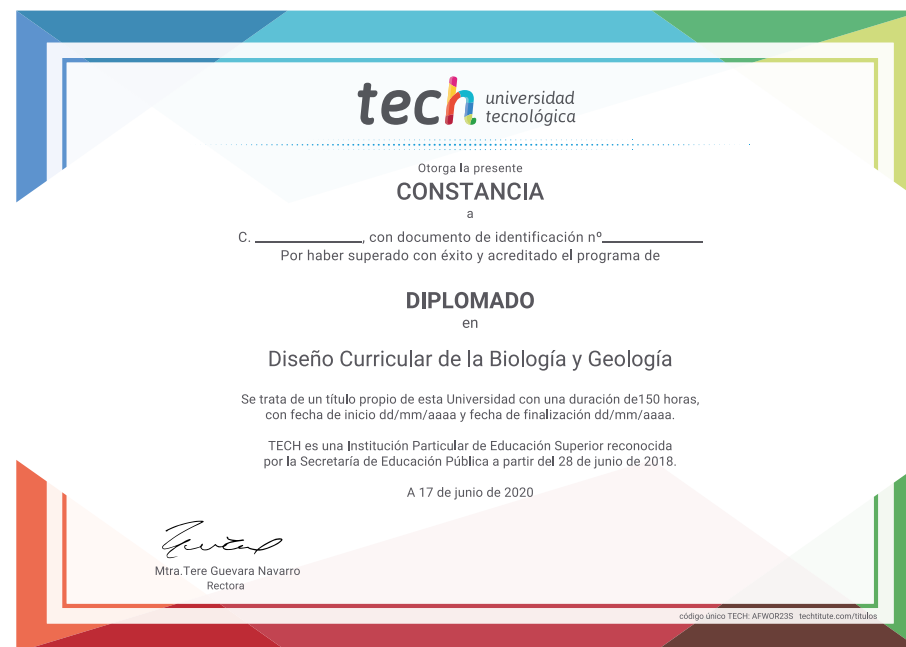 tech universidad
tecnológica
Otorga la presente
CONSTANCIA
a
C. ____________, con documento de identificación nº____________
Por haber superado con éxito y acreditado el programa de
DIPLOMADO
en
Diseño Curricular de la Biología y Geología
Se trata de un título propio de esta Universidad con una duración de150 horas,
con fecha de inicio dd/mm/aaaa y fecha de finalización dd/mm/aaaa.
TECH es una Institución Particular de Educación Superior reconocida
por la Secretaría de Educación Pública a partir del 28 de junio de 2018.
A 17 de junio de 2020
Mtra.Tere Guevara Navarro
Rectora
código único TECH: AFWOR23S techtitute.com/titulos